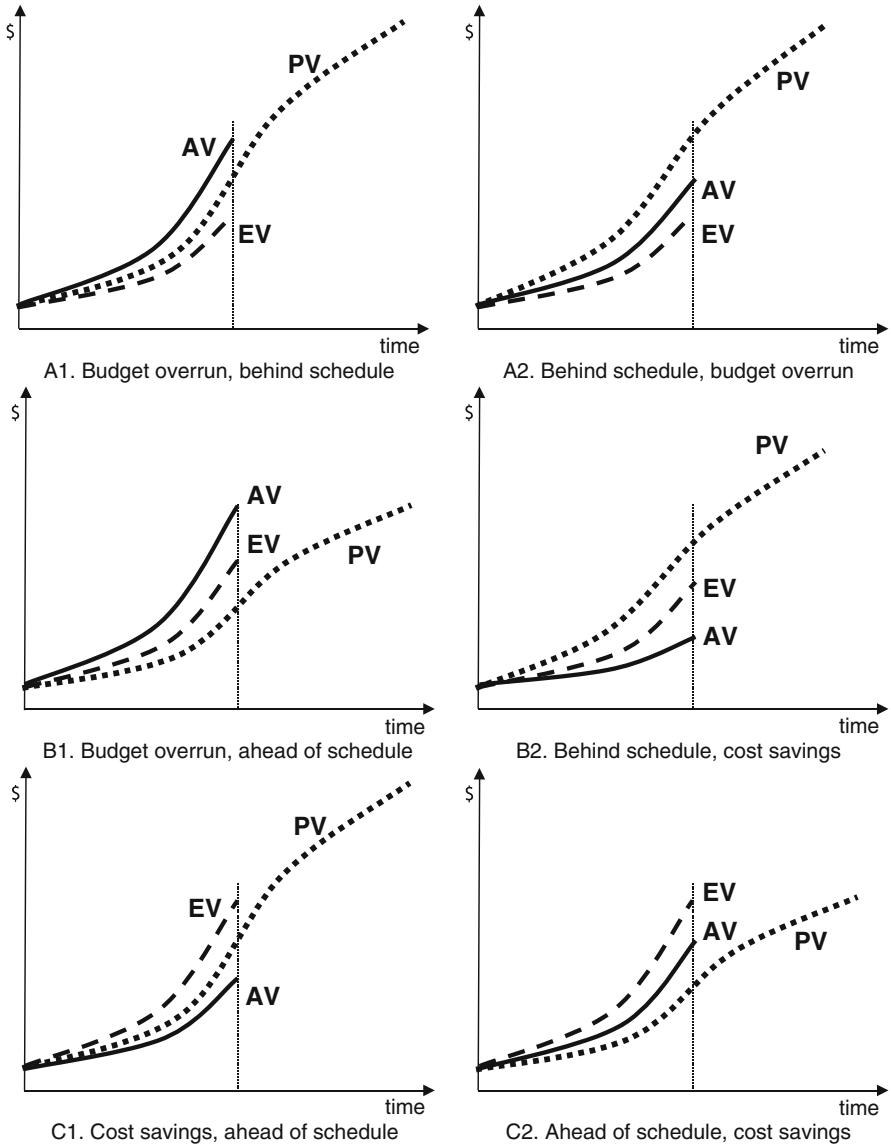 $
PV
AV
EV
time
A1. Budget overrun, behind schedule
$
PV
AV
EV
time
A2. Behind schedule, budget overrun
$
AV
EV
PV
time
B1. Budget overrun, ahead of schedule
$
PV
EV
AV
time
B2. Behind schedule, cost savings
$
PV
EV
AV
time
C1. Cost savings, ahead of schedule
$
EV
AV
PV
time
C2. Ahead of schedule, cost savings